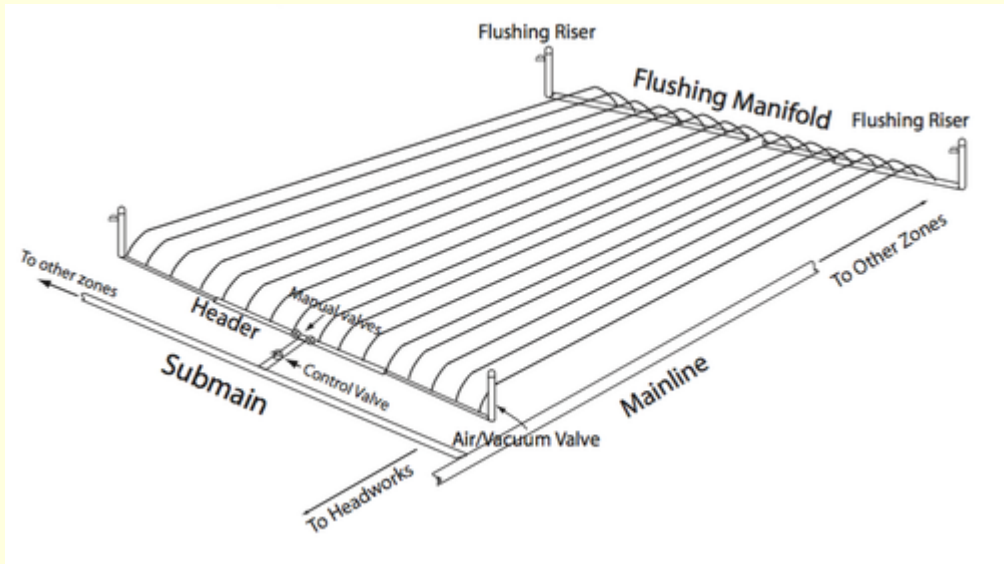 Flushing Riser
Flushing Manifold
Flushing Riser
To other zones
Header
Manual valves
To Other Zones
Submain
Control Valve
Mainline
Air/Vacuum Valve
To Headworks